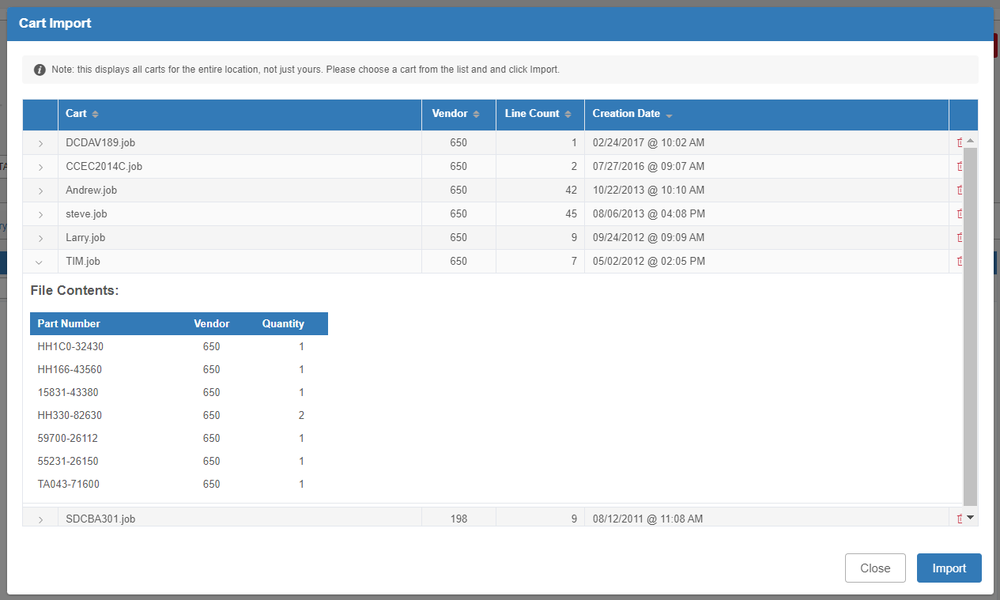 Cart Import
Note: this displays all carts for the entire location, not just yours. Please choose a cart from the list and and click Import.
Cart Vendor Line Count Creation Date
DCDAV189.job 650 1 02/24/2017 @ 10:02 AM
CCEC2014C.job 650 2 07/27/2016 @ 09:07 AM
Andrew.job 650 42 10/22/2013 @ 10:10 AM
steve.job 650 45 08/06/2013 @ 04:08 PM
Larry.job 650 9 09/24/2012 @ 09:09 AM
TIM.job 650 7 05/02/2012 @ 02:05 PM
File Contents:
Part Number Vendor Quantity
HH1C0-32430 650 1
HH166-43560 650 1
15831-43380 650 1
HH330-82630 650 2
59700-26112 650 1
55231-26150 650 1
TA043-71600 650 1
SDCBA301.job 198 9 08/12/2011 @ 11:08 AM
Close Import